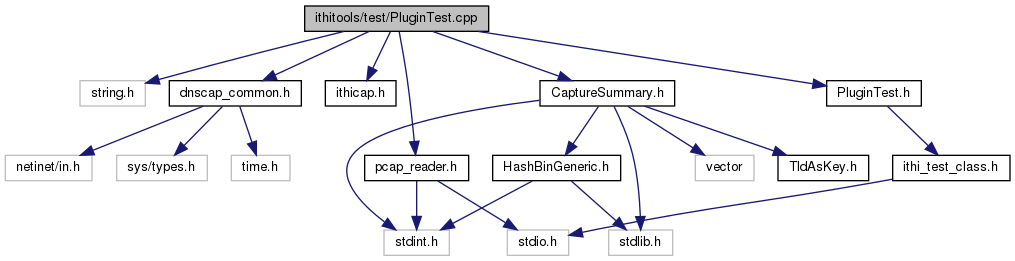 ithitools/test/PluginTest.cpp
string.h
dnscap_common.h
ithicap.h
CaptureSummary.h
PluginTest.h
netinet/in.h
sys/types.h
time.h
pcap_reader.h
HashBinGeneric.h
vector
TldAsKey.h
ithi_test_class.h
stdint.h
stdio.h
stdlib.h